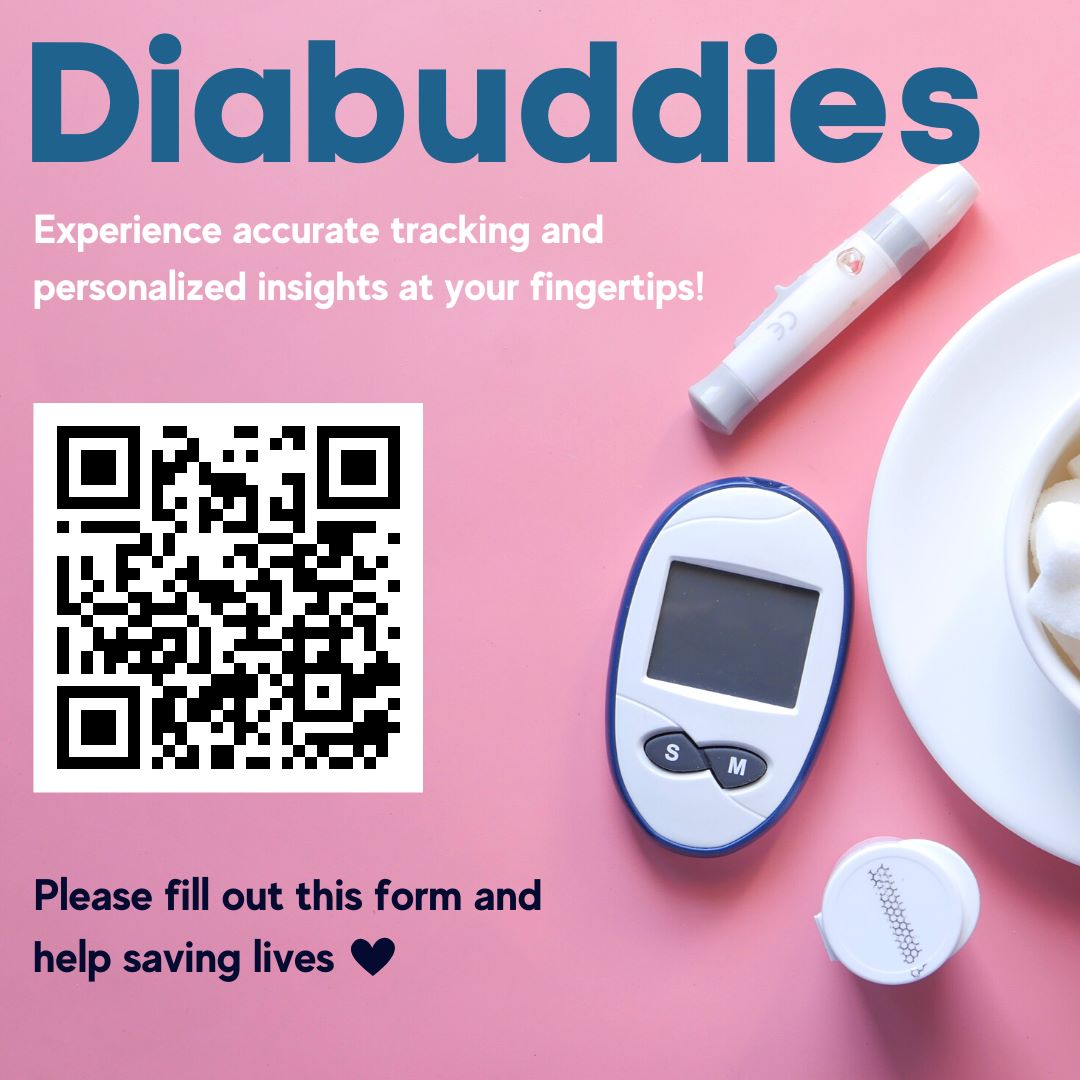 Diabuddies
Experience accurate tracking and
personalized insights at your fingertips!
CE
S
M
Please fill out this form and
help saving lives